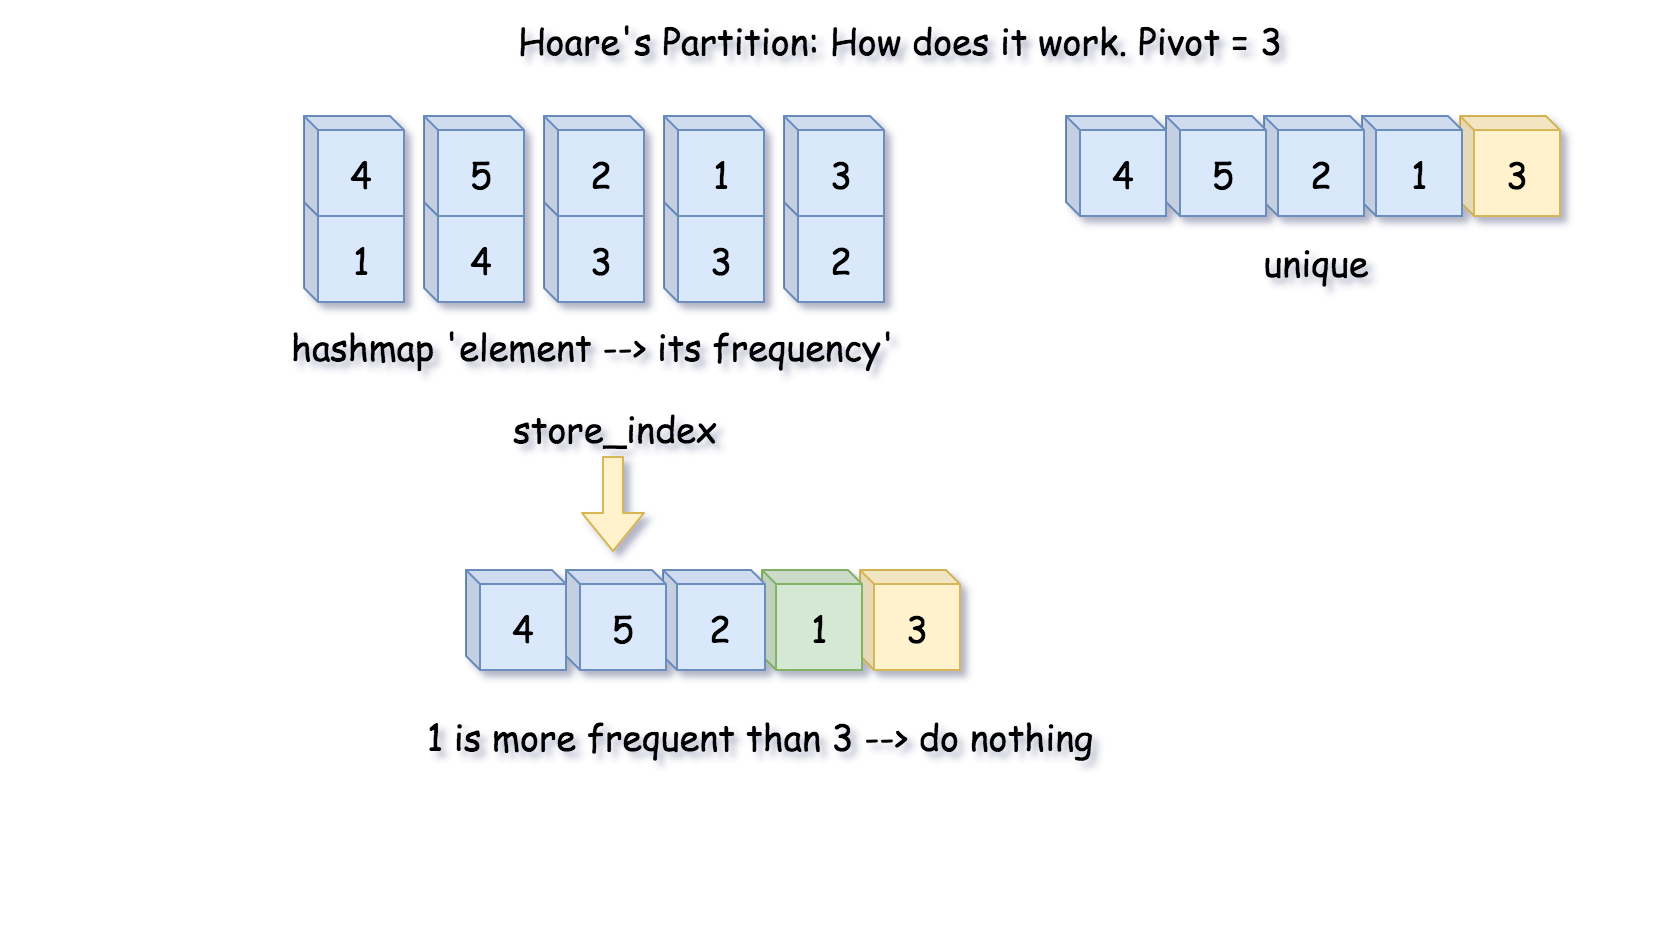 Hoare's Partition: How does it work. Pivot = 3
4 5 2 1 3
1 4 3 3 2
hashmap 'element --> its frequency'
4 5 2 1 3
unique
store_index
4 5 2 1 3
1 is more frequent than 3 --> do nothing